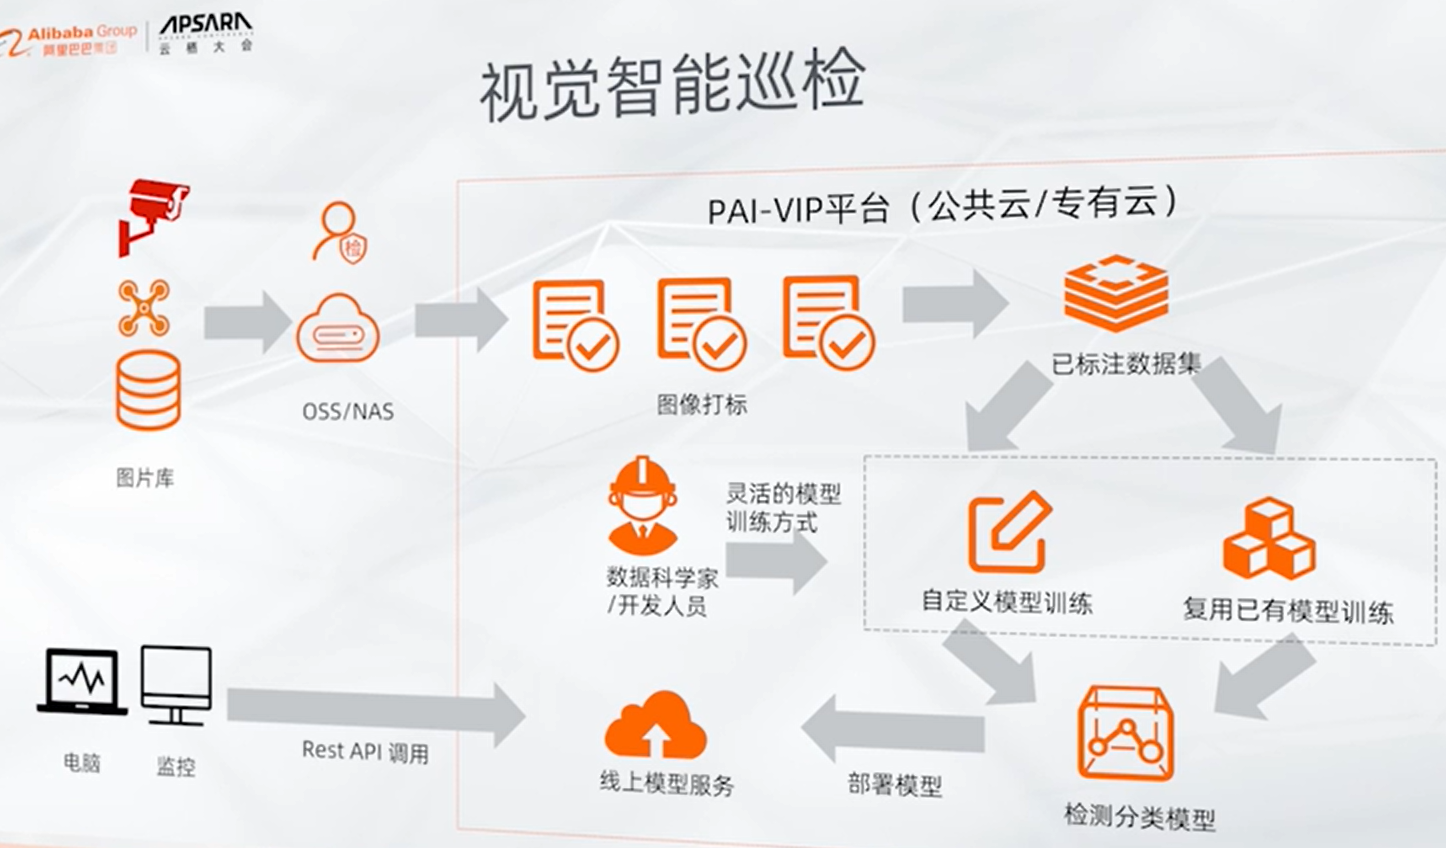 Alibaba Group
阿里巴巴集团
APSARA
云栖大会
视觉智能巡检
PAI-VIP平台（公共云/专有云）
检
图像打标
已标注数据集
OSS/NAS
图片库
灵活的模型
训练方式
数据科学家
/开发人员
自定义模型训练
复用已有模型训练
电脑
监控
Rest API 调用
线上模型服务
部署模型
检测分类模型